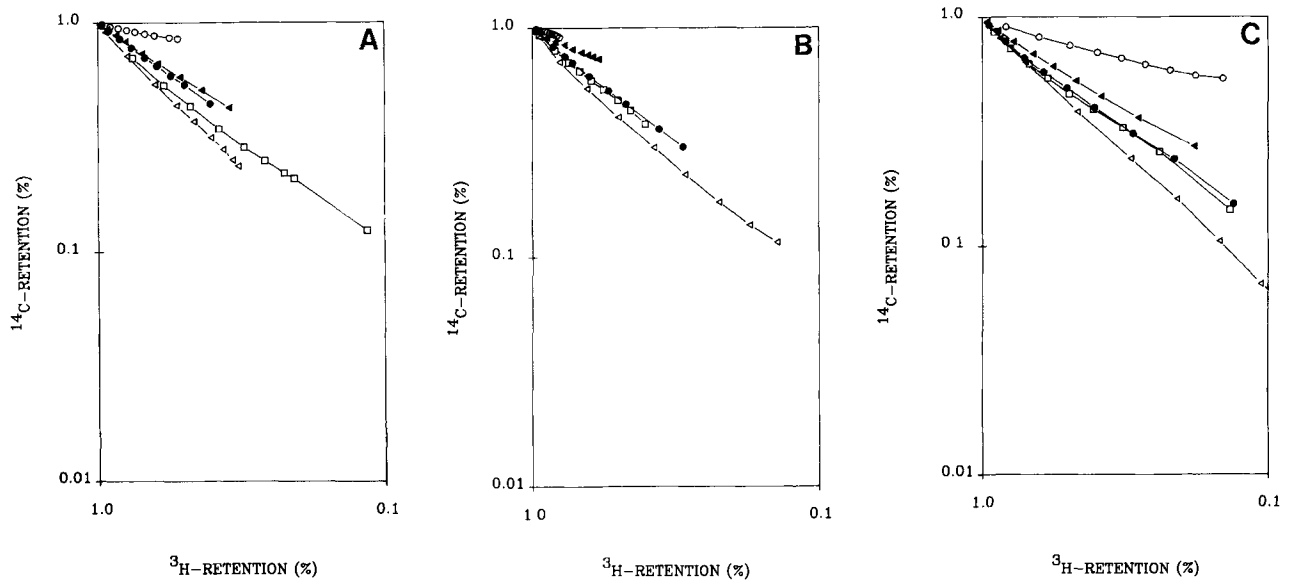 A
1.0
0.1
0.01
1.0
0.1
¹⁴C-RETENTION (%)
³H-RETENTION (%)
B
1.0
0.1
0.01
1 0
0.1
¹⁴C-RETENTION (%)
³H-RETENTION (%)
C
1.0
0.1
0.01
1.0
0.1
¹⁴C-RETENTION (%)
³H-RETENTION (%)